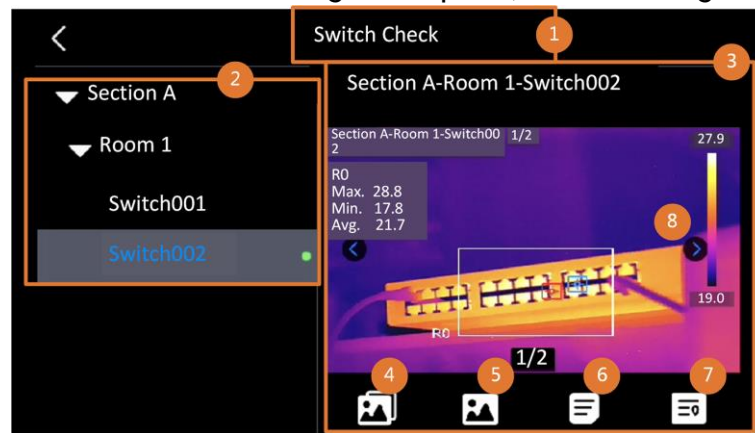 Switch Check
1
2
3
Section A
Room 1
Switch001
Switch002
Section A-Room 1-Switch002
Section A-Room 1-Switch00
2
1/2
27.9
R0
Max. 28.8
Min. 17.8
Avg. 21.7
8
19.0
R0
1/2
4
5
6
7